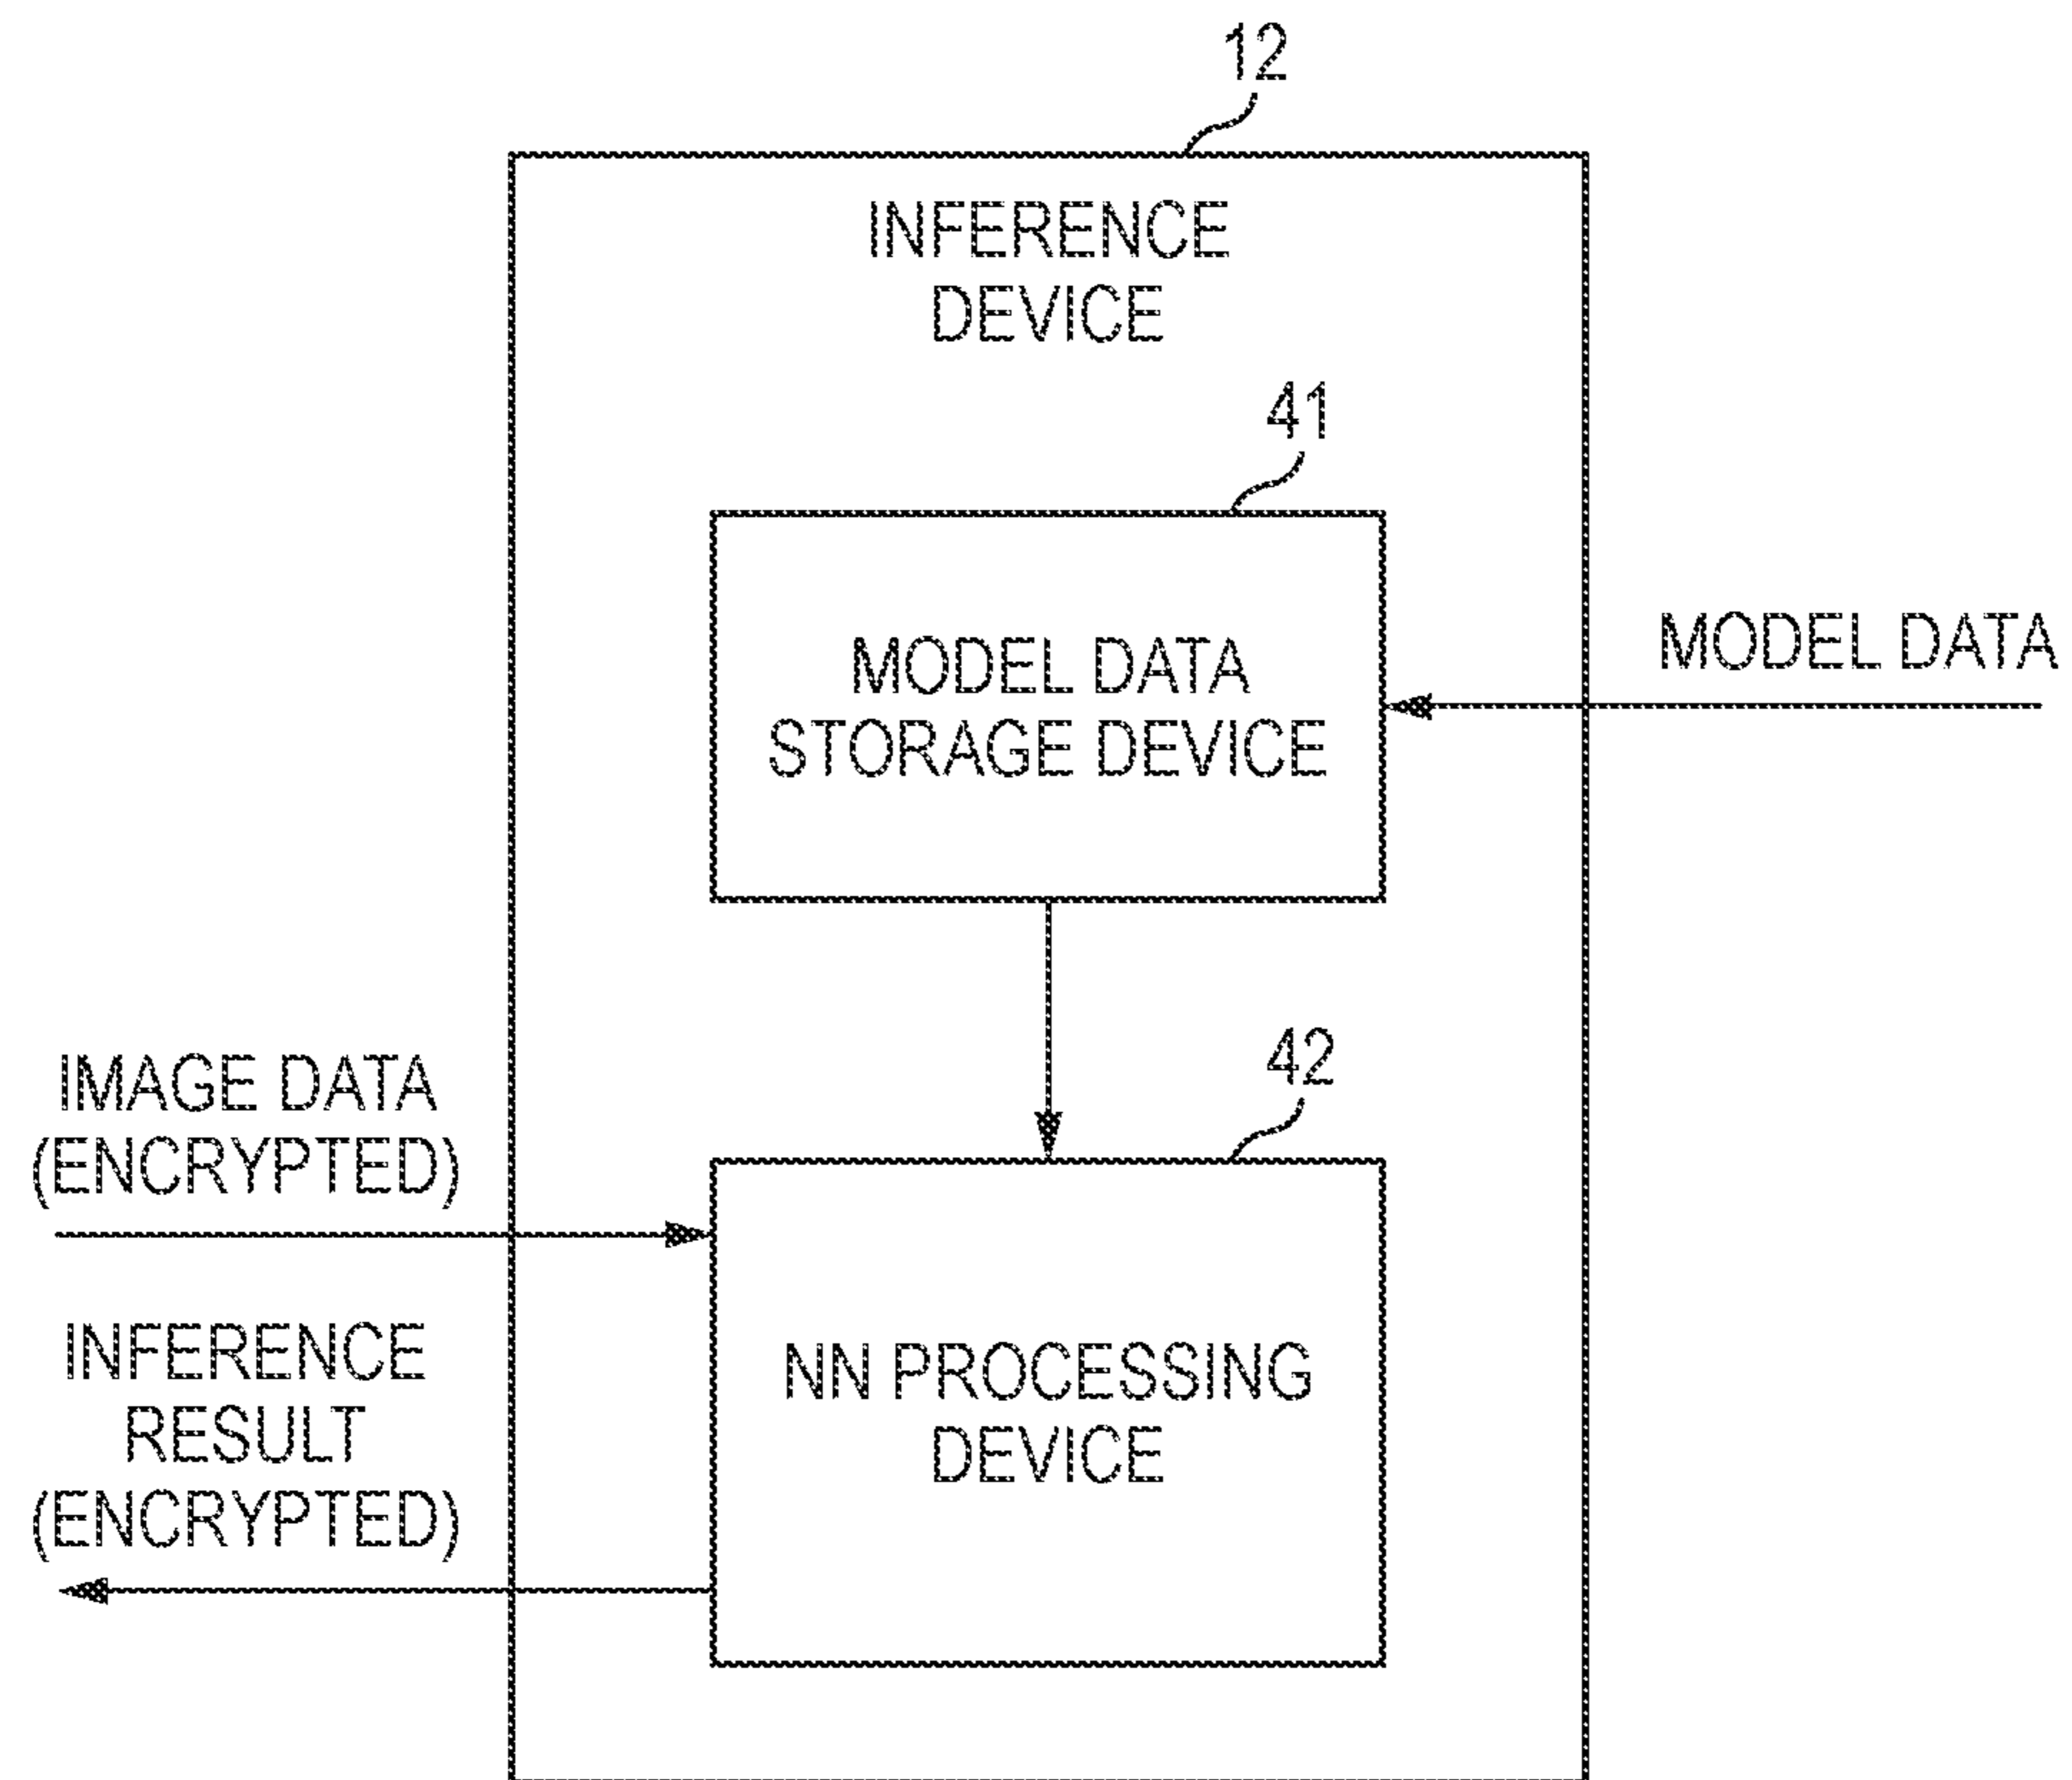 12
INFERENCE
DEVICE
41
MODEL DATA
STORAGE DEVICE
MODEL DATA
42
IMAGE DATA
(ENCRYPTED)
INFERENCE
RESULT
(ENCRYPTED)
NN PROCESSING
DEVICE